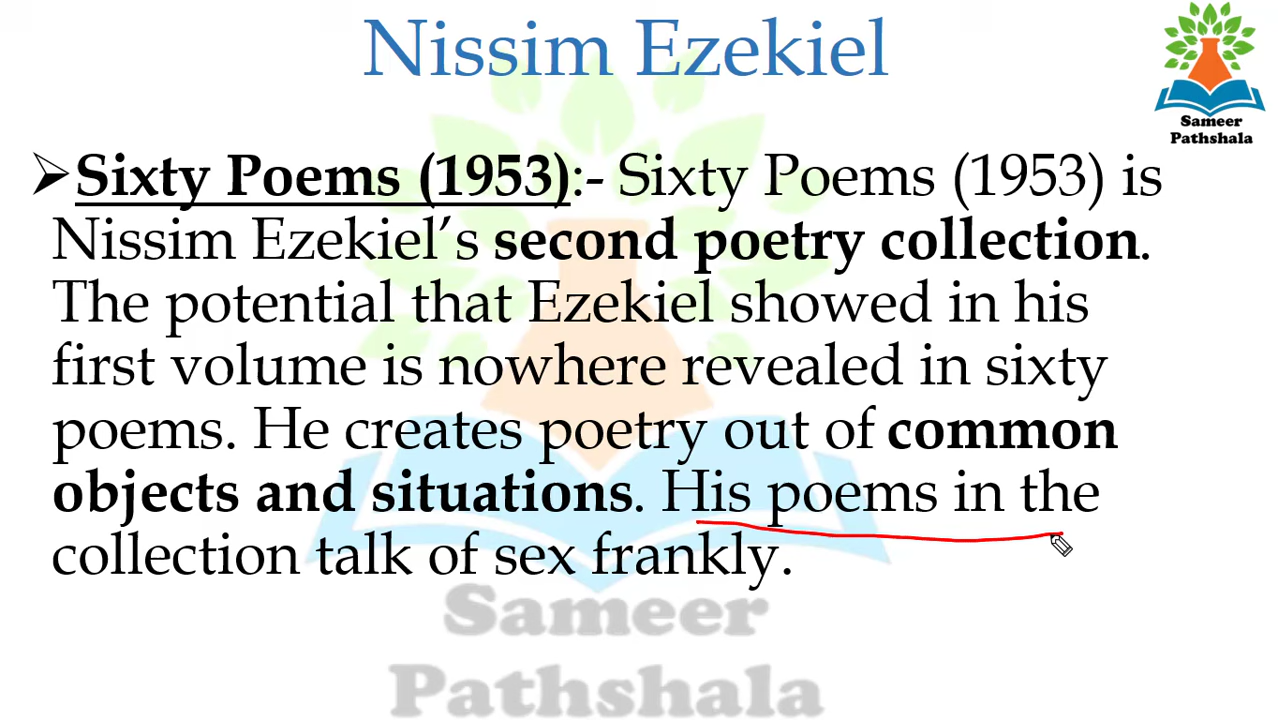 Nissim Ezekiel
Sameer
Pathshala
➢Sixty Poems (1953):- Sixty Poems (1953) is
Nissim Ezekiel’s second poetry collection.
The potential that Ezekiel showed in his
first volume is nowhere revealed in sixty
poems. He creates poetry out of common
objects and situations. His poems in the
collection talk of sex frankly.
Sameer
Pathshala